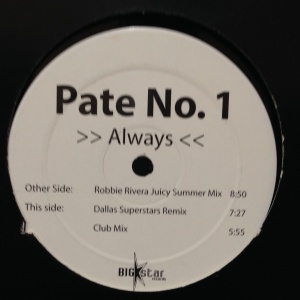 Pate No. 1
>> Always <<
Other Side: Robbie Rivera Juicy Summer Mix 8:50
This side: Dallas Superstars Remix 7:27
Club Mix 5:55
BIG star